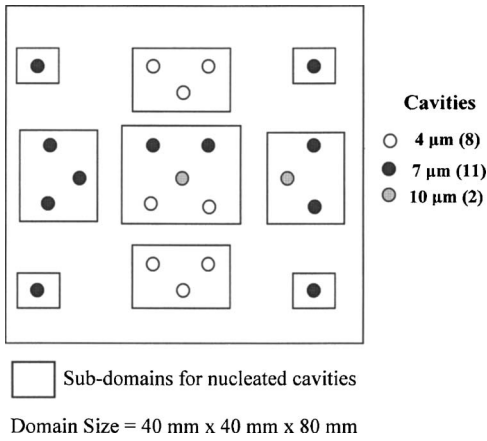 Cavities
4 μm (8)
7 μm (11)
10 μm (2)
Sub-domains for nucleated cavities
Domain Size = 40 mm x 40 mm x 80 mm